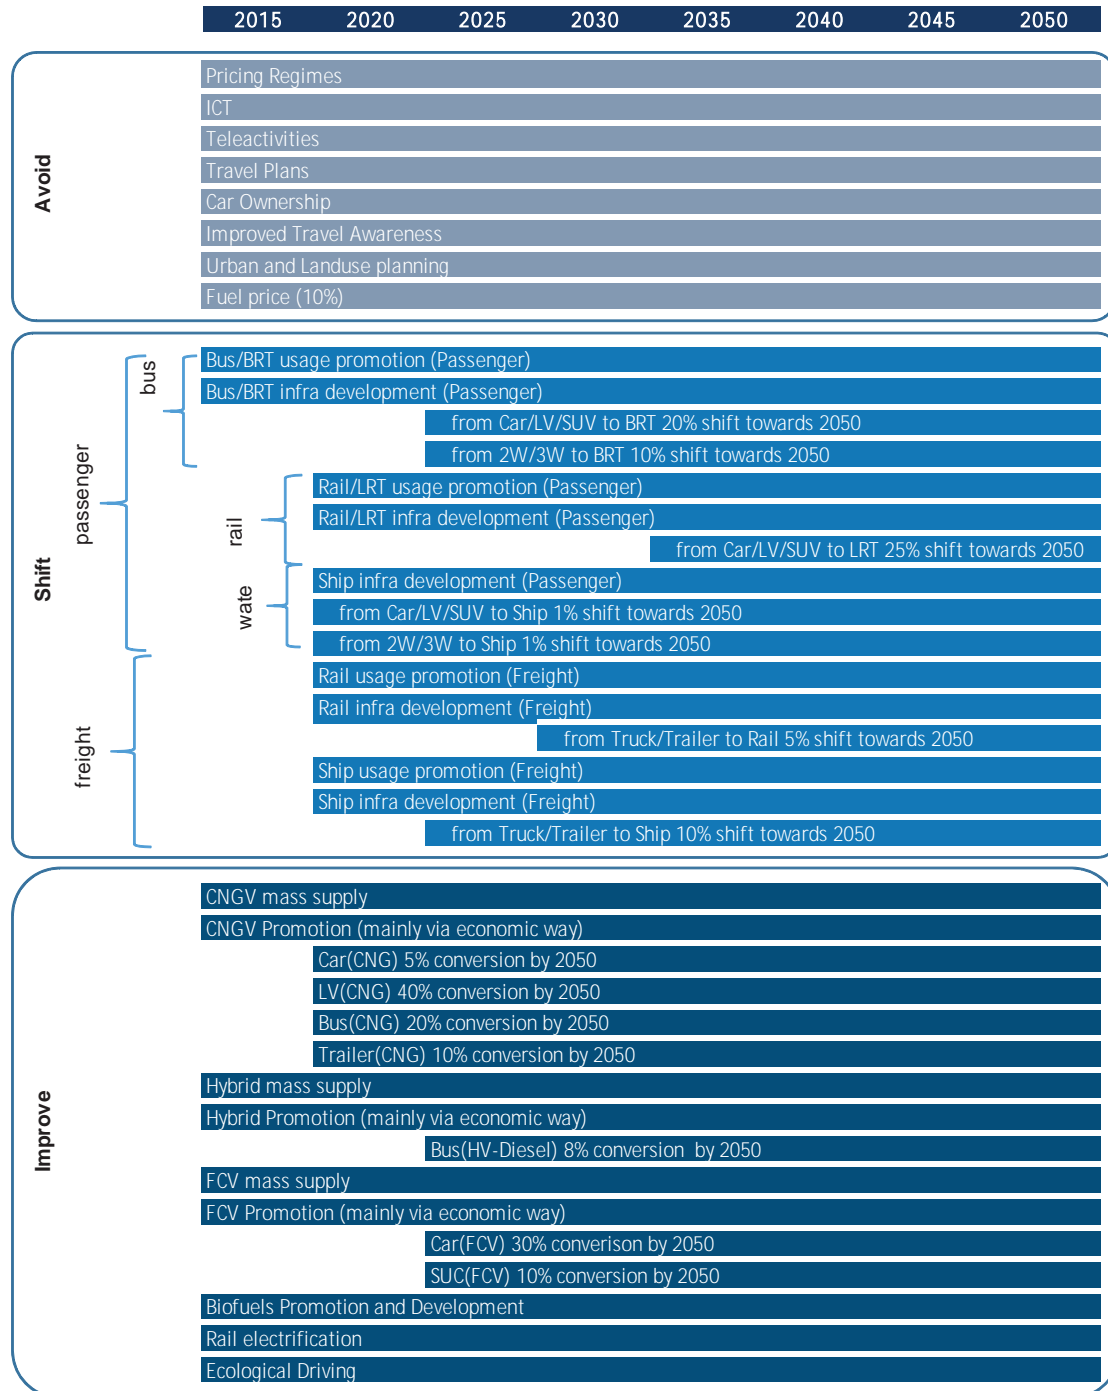 2015 2020 2025 2030 2035 2040 2045 2050
Avoid
Pricing Regimes
ICT
Teleactivities
Travel Plans
Car Ownership
Improved Travel Awareness
Urban and Landuse planning
Fuel price (10%)
Shift
passenger
bus
Bus/BRT usage promotion (Passenger)
Bus/BRT infra development (Passenger)
from Car/LV/SUV to BRT 20% shift towards 2050
from 2W/3W to BRT 10% shift towards 2050
rail
Rail/LRT usage promotion (Passenger)
Rail/LRT infra development (Passenger)
from Car/LV/SUV to LRT 25% shift towards 2050
wate
Ship infra development (Passenger)
from Car/LV/SUV to Ship 1% shift towards 2050
from 2W/3W to Ship 1% shift towards 2050
freight
Rail usage promotion (Freight)
Rail infra development (Freight)
from Truck/Trailer to Rail 5% shift towards 2050
Ship usage promotion (Freight)
Ship infra development (Freight)
from Truck/Trailer to Ship 10% shift towards 2050
Improve
CNGV mass supply
CNGV Promotion (mainly via economic way)
Car(CNG) 5% conversion by 2050
LV(CNG) 40% conversion by 2050
Bus(CNG) 20% conversion by 2050
Trailer(CNG) 10% conversion by 2050
Hybrid mass supply
Hybrid Promotion (mainly via economic way)
Bus(HV-Diesel) 8% conversion by 2050
FCV mass supply
FCV Promotion (mainly via economic way)
Car(FCV) 30% converison by 2050
SUC(FCV) 10% conversion by 2050
Biofuels Promotion and Development
Rail electrification
Ecological Driving